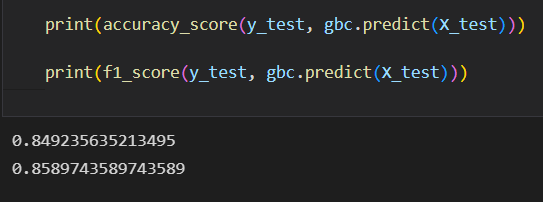 print(accuracy_score(y_test, gbc.predict(X_test)))
print(f1_score(y_test, gbc.predict(X_test)))
0.849235635213495
0.8589743589743589